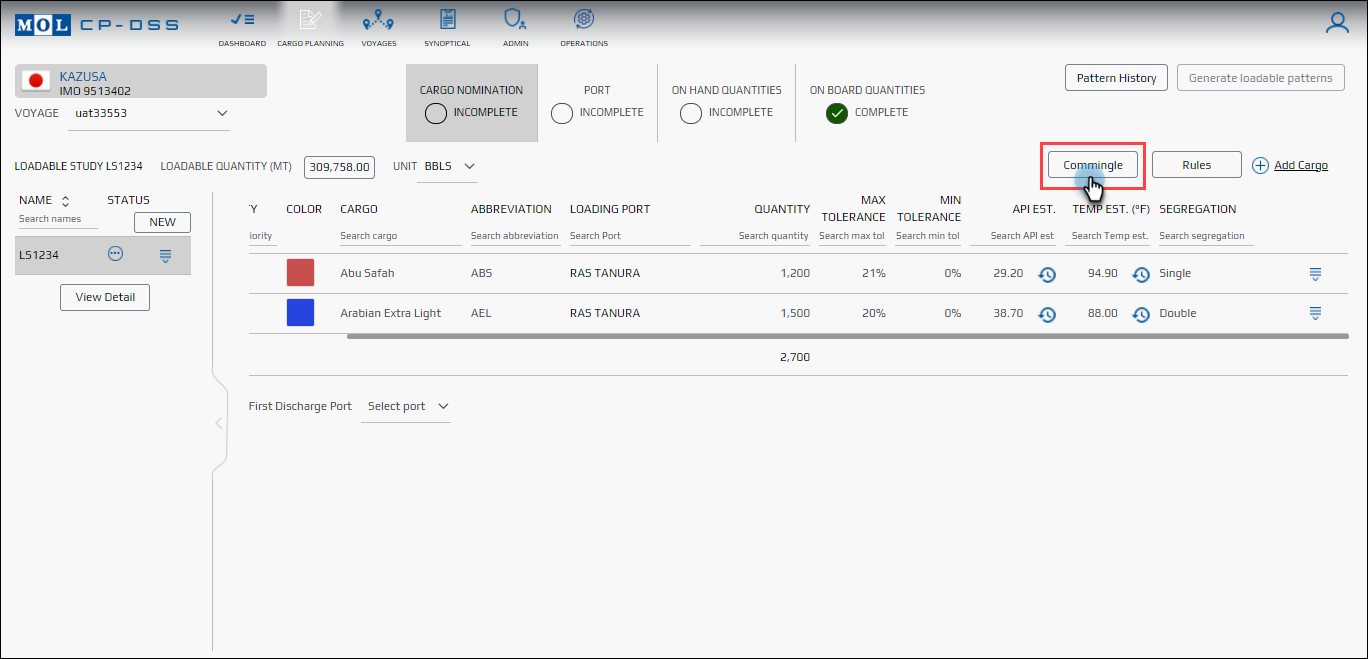 MOL CP-DSS
DASHBOARD CARGO PLANNING VOYAGES SYNOPTICAL ADMIN OPERATIONS
KAZUSA
IMO 9513402
VOYAGE uat33553
CARGO NOMINATION
INCOMPLETE
PORT
INCOMPLETE
ON HAND QUANTITIES
INCOMPLETE
ON BOARD QUANTITIES
COMPLETE
Pattern History Generate loadable patterns
LOADABLE STUDY LS1234 LOADABLE QUANTITY (MT) 309,758.00 UNIT BBLS
Commingle Rules Add Cargo
NAME STATUS
Search names NEW
LS1234
View Detail
TY COLOR CARGO ABBREVIATION LOADING PORT QUANTITY MAX TOLERANCE MIN TOLERANCE API EST. TEMP EST. (°F) SEGREGATION
iority Search cargo Search abbreviation Search Port Search quantity Search max tol Search min tol Search API est Search Temp est. Search segregation
Abu Safah ABS RAS TANURA 1,200 21% 0% 29.20 94.90 Single
Arabian Extra Light AEL RAS TANURA 1,500 20% 0% 38.70 88.00 Double
2,700
First Discharge Port Select port